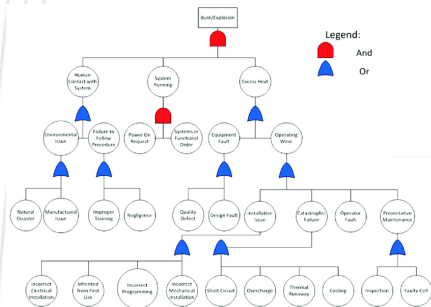 Burn/Explosion
Legend:
And
Or
Human
Contact with
System
System
Running
Excess Heat
Environmental
Issue
Failure to
Follow
Procedure
Power On
Request
Systems in
Functional
Order
Equipment
Fault
Operating
Wear
Natural
Disaster
Manufactured
Issue
Improper
Training
Negligence
Quality
Defect
Design Fault
Installation
Issue
Catastrophic
Failure
Operator
Fault
Preventative
Maintenance
Incorrect
Electrical
Installation
Inherited
from First
Use
Incorrect
Programming
Incorrect
Mechanical
Installation
Short Circuit
Overcharge
Thermal
Runaway
Cooling
Inspection
Faulty Cell